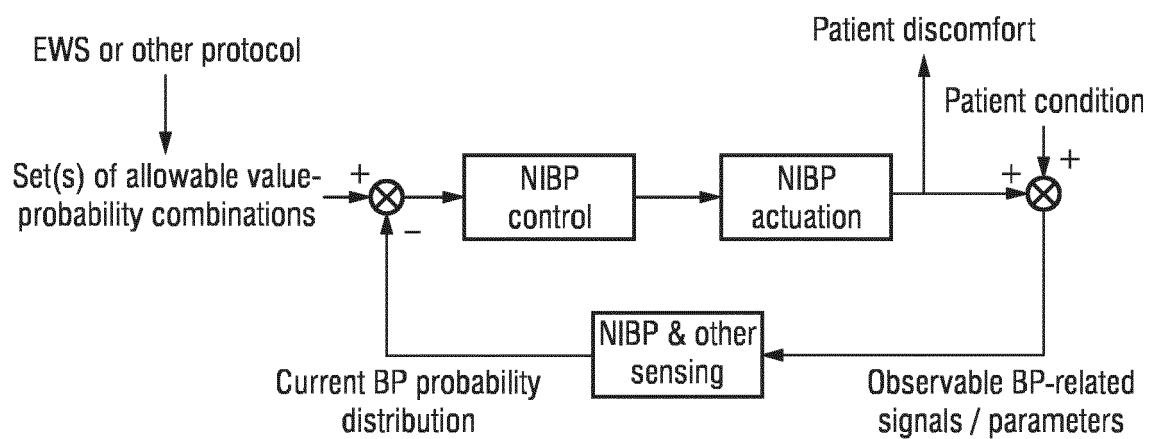 Patient discomfort
EWS or other protocol
Patient condition
Set(s) of allowable value-
probability combinations
+
−
NIBP
control
NIBP
actuation
+
+
NIBP & other
sensing
Current BP probability
distribution
Observable BP-related
signals / parameters